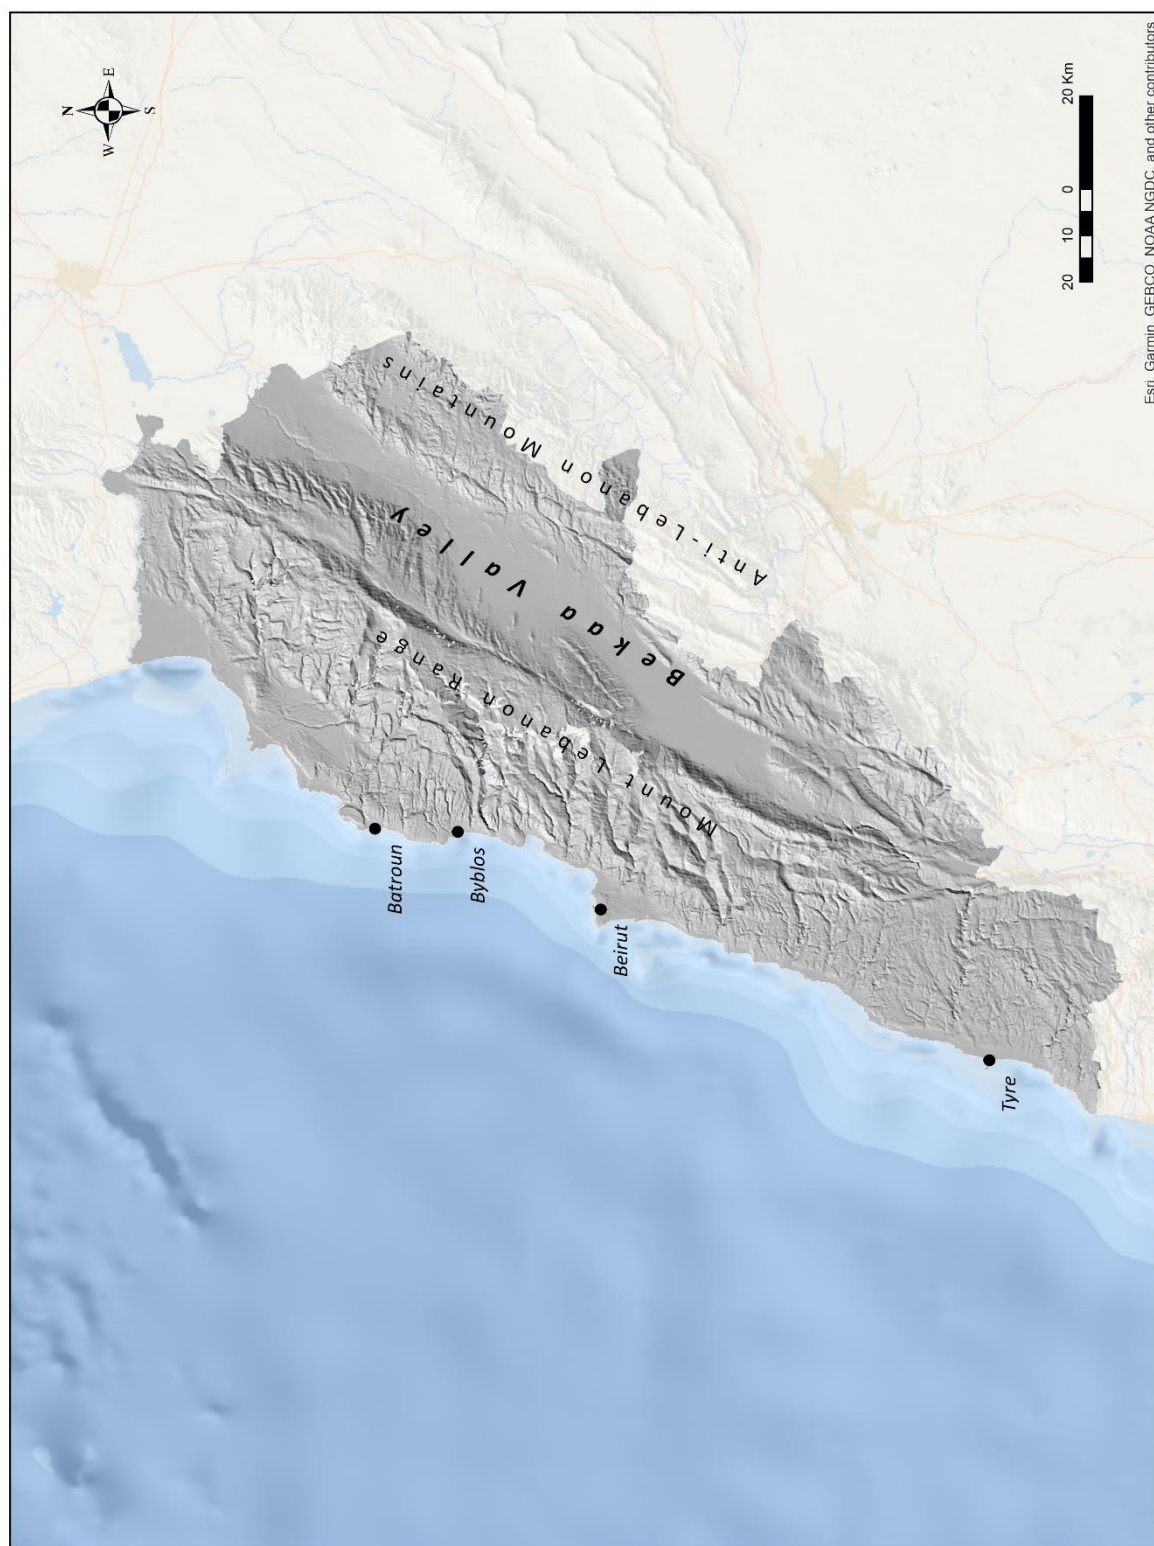 N
W E
S
Anti-Lebanon Mountains
Bekaa Valley
Mount Lebanon Range
Batroun
Byblos
Beirut
Tyre
20 10 0 20 Km
Esri, Garmin, GEBCO, NOAA NGDC, and other contributors